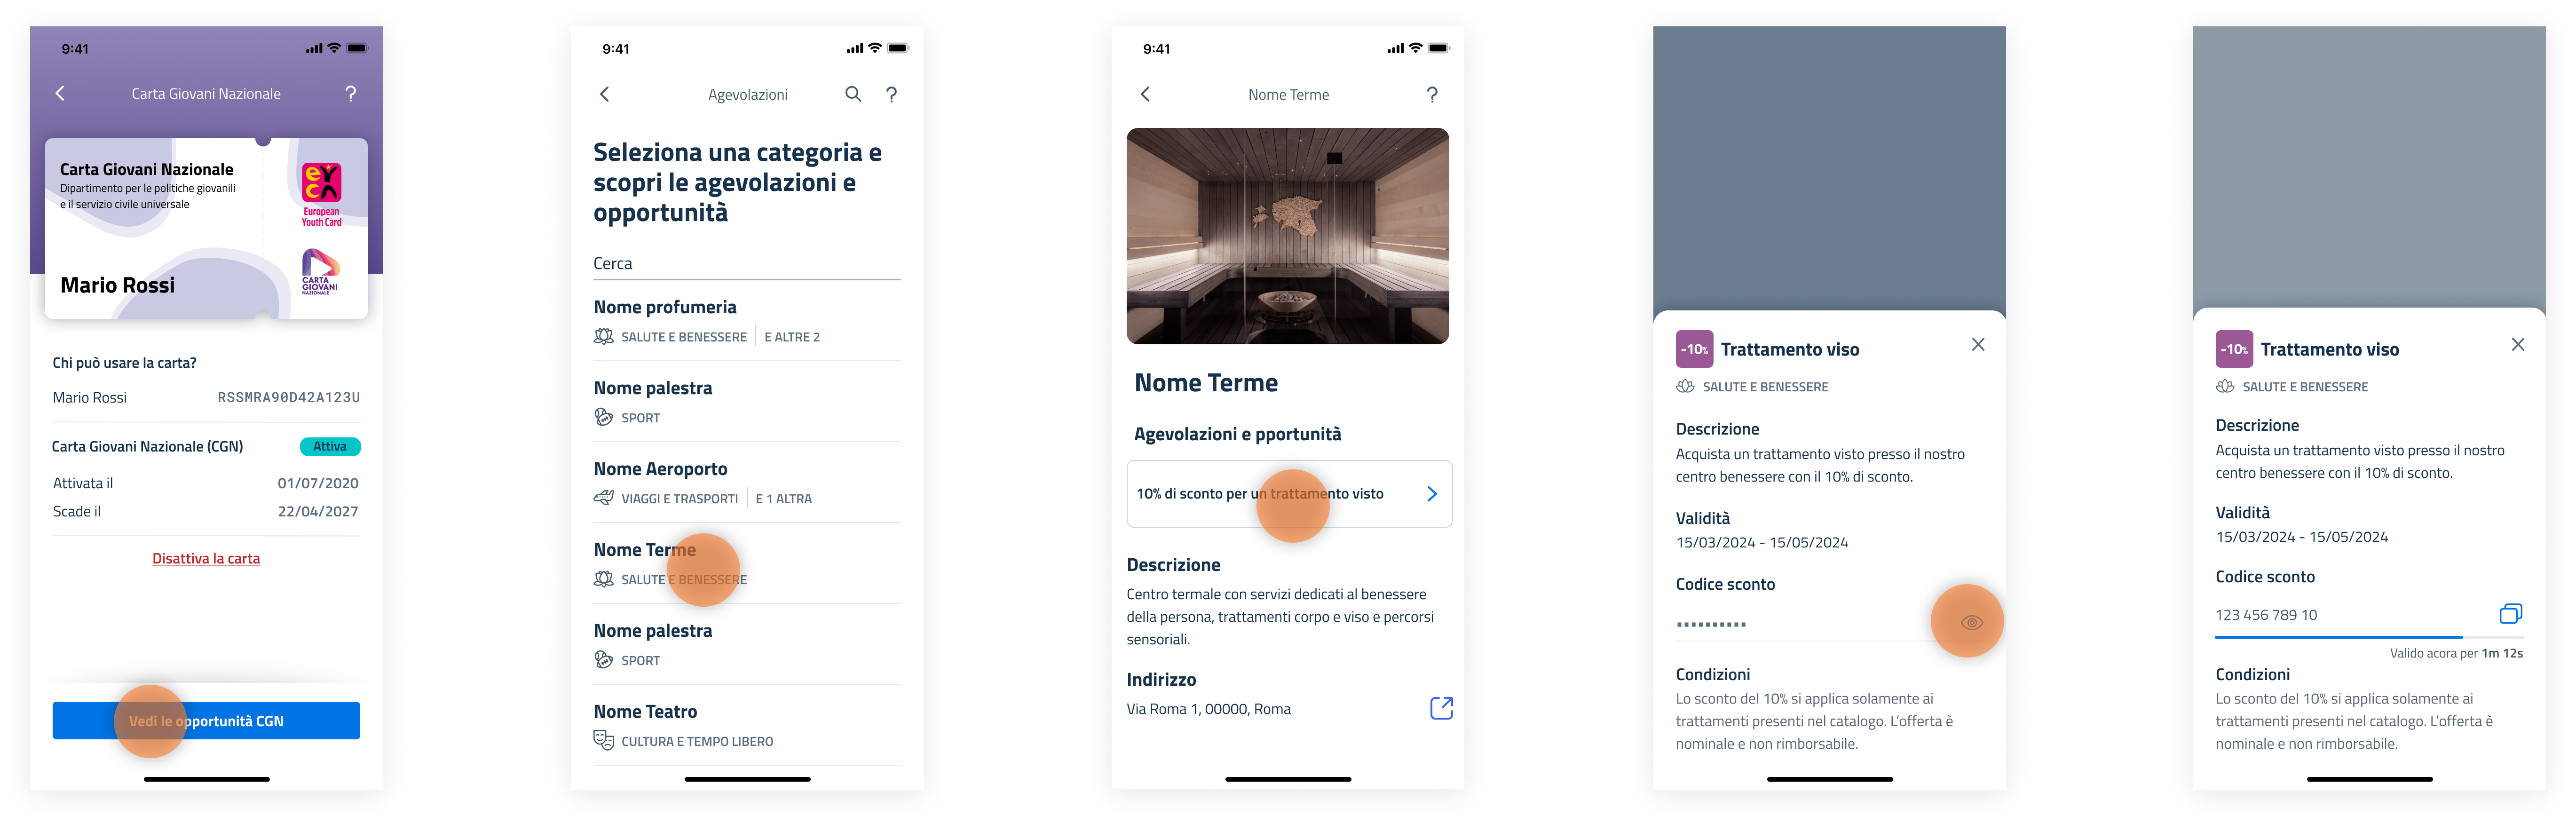 9:41
Carta Giovani Nazionale
?
Carta Giovani Nazionale
Dipartimento per le politiche giovanili
e il servizio civile universale
eyca
European
Youth Card
CARTA
GIOVANI
NAZIONALE
Mario Rossi
Chi può usare la carta?
Mario Rossi RSSMRA90D42A123U
Carta Giovani Nazionale (CGN) Attiva
Attivata il 01/07/2020
Scade il 22/04/2027
Disattiva la carta
Vedi le opportunità CGN
9:41
Agevolazioni
?
Seleziona una categoria e
scopri le agevolazioni e
opportunità
Cerca
Nome profumeria
SALUTE E BENESSERE E ALTRE 2
Nome palestra
SPORT
Nome Aeroporto
VIAGGI E TRASPORTI E 1 ALTRA
Nome Terme
SALUTE E BENESSERE
Nome palestra
SPORT
Nome Teatro
CULTURA E TEMPO LIBERO
9:41
Nome Terme
?
Nome Terme
Agevolazioni e pportunità
10% di sconto per un trattamento visto
Descrizione
Centro termale con servizi dedicati al benessere
della persona, trattamenti corpo e viso e percorsi
sensoriali.
Indirizzo
Via Roma 1, 00000, Roma
-10% Trattamento viso
SALUTE E BENESSERE
Descrizione
Acquista un trattamento visto presso il nostro
centro benessere con il 10% di sconto.
Validità
15/03/2024 - 15/05/2024
Codice sconto
Condizioni
Lo sconto del 10% si applica solamente ai
trattamenti presenti nel catalogo. L'offerta è
nominale e non rimborsabile.
-10% Trattamento viso
SALUTE E BENESSERE
Descrizione
Acquista un trattamento visto presso il nostro
centro benessere con il 10% di sconto.
Validità
15/03/2024 - 15/05/2024
Codice sconto
123 456 789 10
Valido acora per 1m 12s
Condizioni
Lo sconto del 10% si applica solamente ai
trattamenti presenti nel catalogo. L'offerta è
nominale e non rimborsabile.